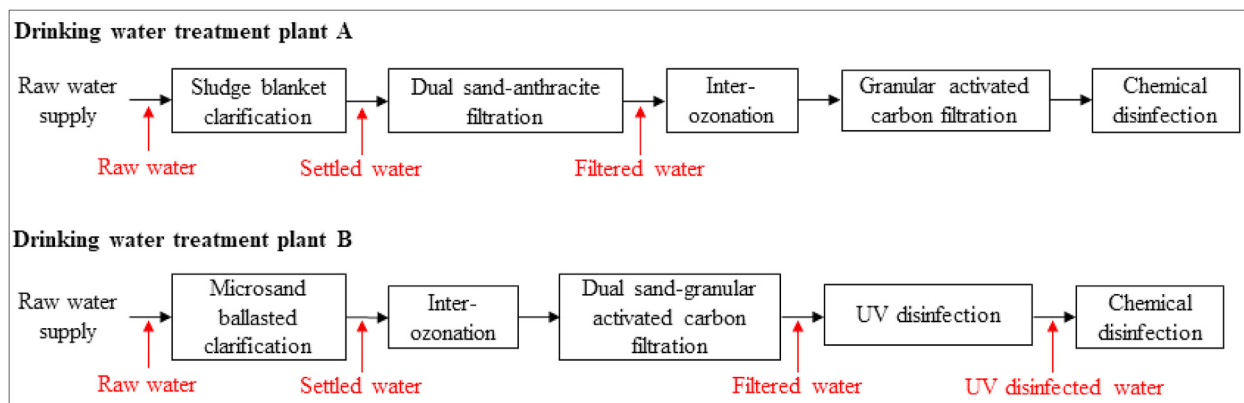 Drinking water treatment plant A
Raw water
supply
Sludge blanket
clarification
Dual sand-anthracite
filtration
Inter-
ozonation
Granular activated
carbon filtration
Chemical
disinfection
Raw water
Settled water
Filtered water
Drinking water treatment plant B
Raw water
supply
Microsand
ballasted
clarification
Inter-
ozonation
Dual sand-granular
activated carbon
filtration
UV disinfection
Chemical
disinfection
Raw water
Settled water
Filtered water
UV disinfected water